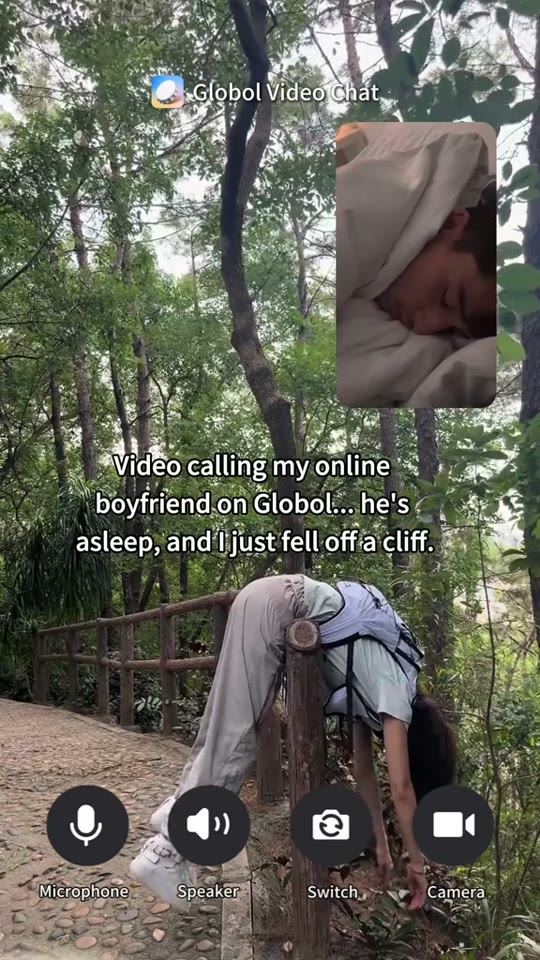 Globol Video Chat
Video calling my online
boyfriend on Globol... he's
asleep, and I just fell off a cliff.
Microphone
Speaker
Switch
Camera